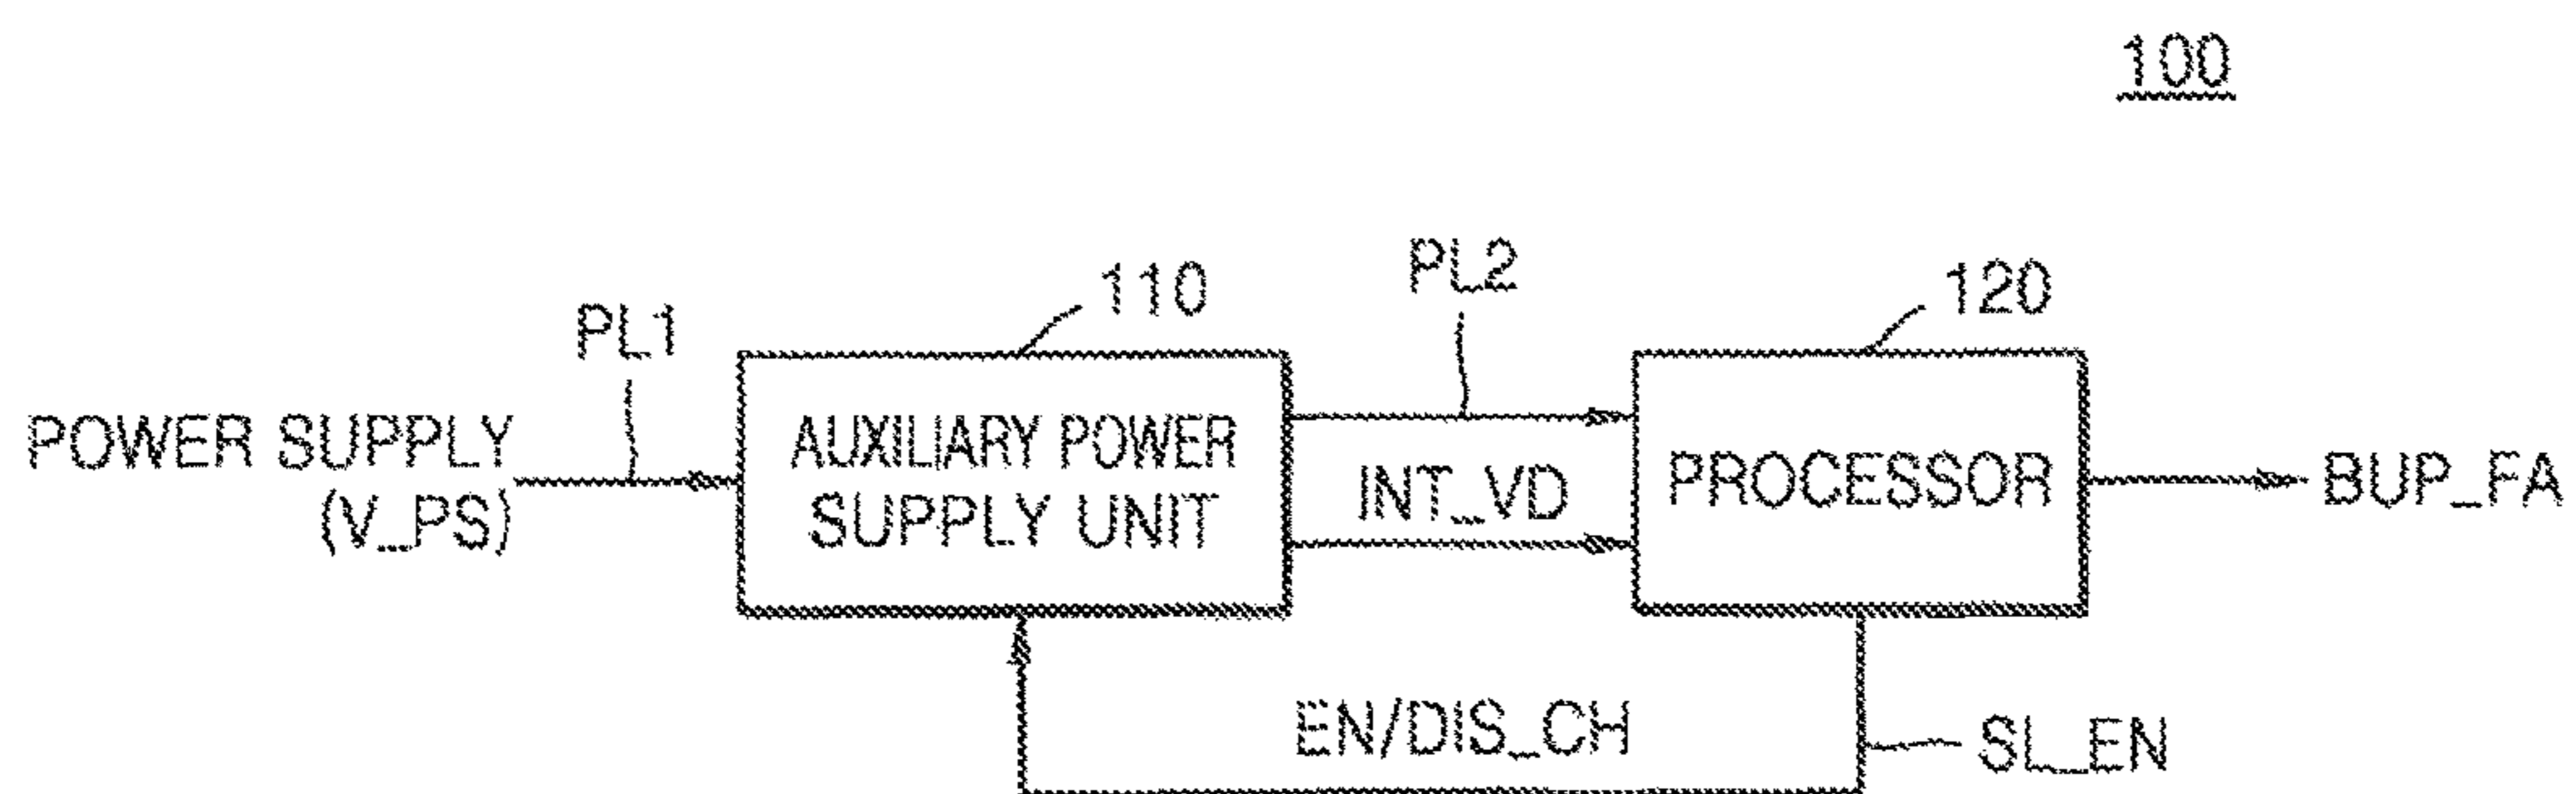 100
PL1
110
PL2
120
POWER SUPPLY
(V_PS)
AUXILIARY POWER
SUPPLY UNIT
INT_VD
PROCESSOR
BUP_FA
EN/DIS_CH
SL_EN